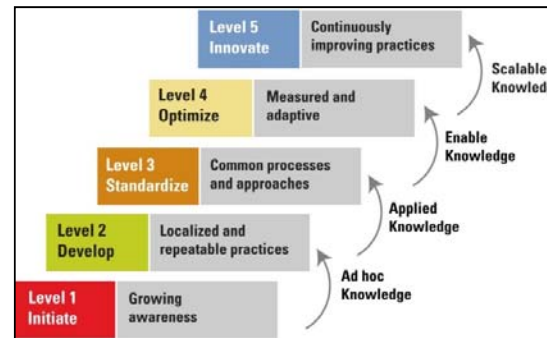 Level 5
Innovate
Continuously
improving practices
Scalable
Knowled
Level 4
Optimize
Measured and
adaptive
Enable
Knowledge
Level 3
Standardize
Common processes
and approaches
Applied
Knowledge
Level 2
Develop
Localized and
repeatable practices
Ad hoc
Knowledge
Level 1
Initiate
Growing
awareness